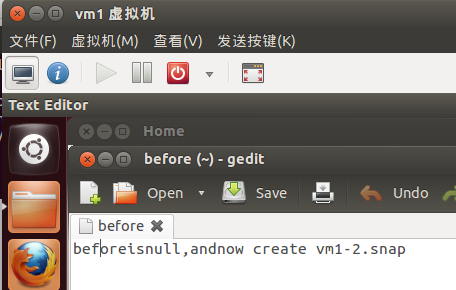 vm1 虚拟机
文件(F) 虚拟机(M) 查看(V) 发送按键(K)
Text Editor
Home
before (~) - gedit
Open Save Undo
before
beforeisnull,andnow create vm1-2.snap